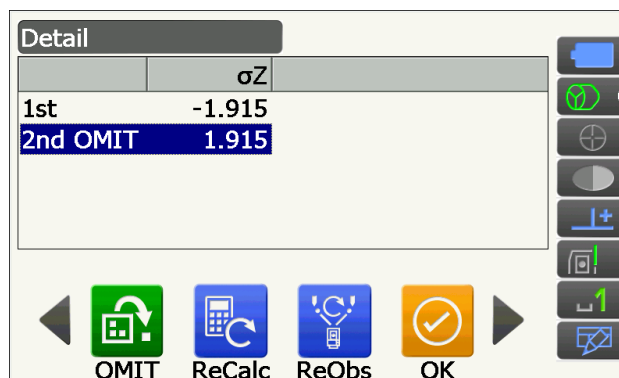 Detail
σZ
1st -1.915
2nd OMIT 1.915
OMIT ReCalc ReObs OK
1